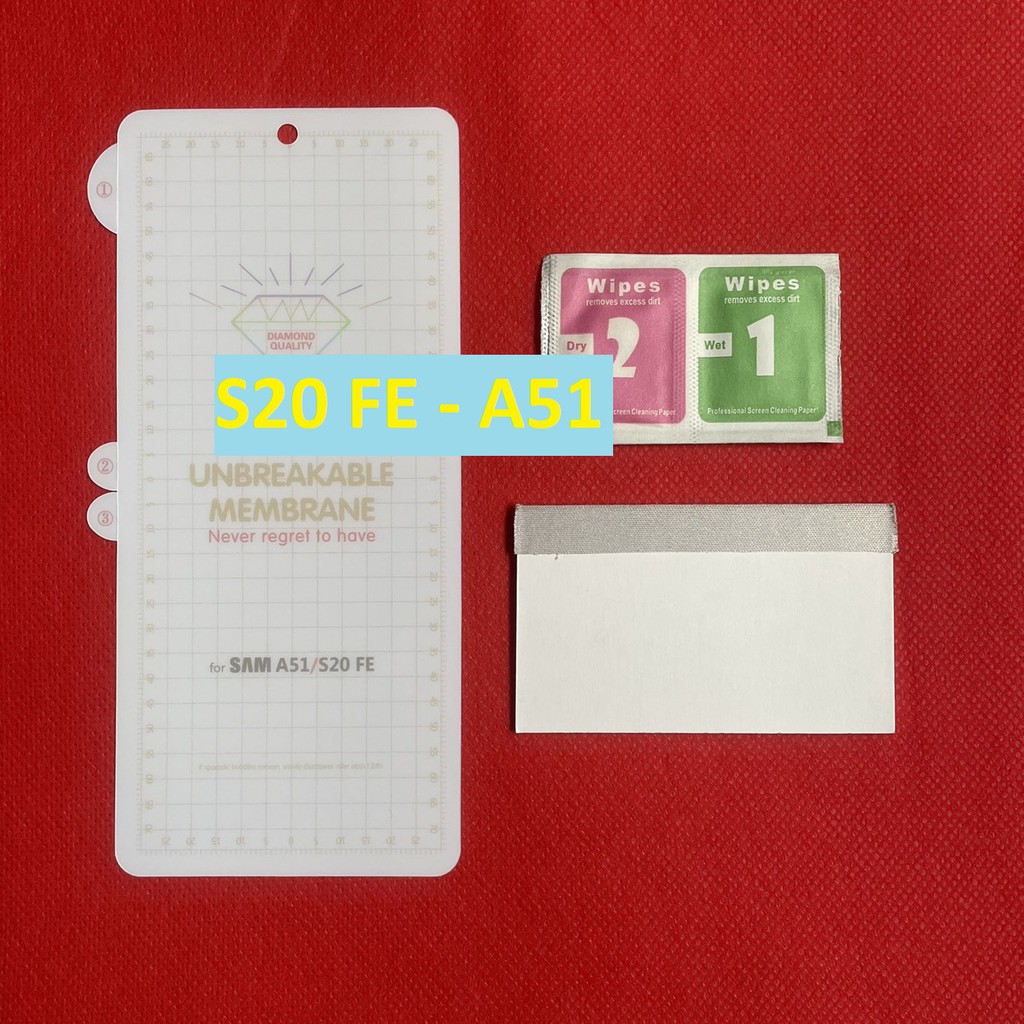 ①
DIAMOND
QUALITY
S20 FE - A51
UNBREAKABLE
MEMBRANE
Never regret to have
②
③
for SAM A51/S20 FE
Wipes
removes excess dirt
Dry
2
creen Cleaning Paper
Wipes
removes excess dirt
Wet
1
Professional Screen Cleaning Paper